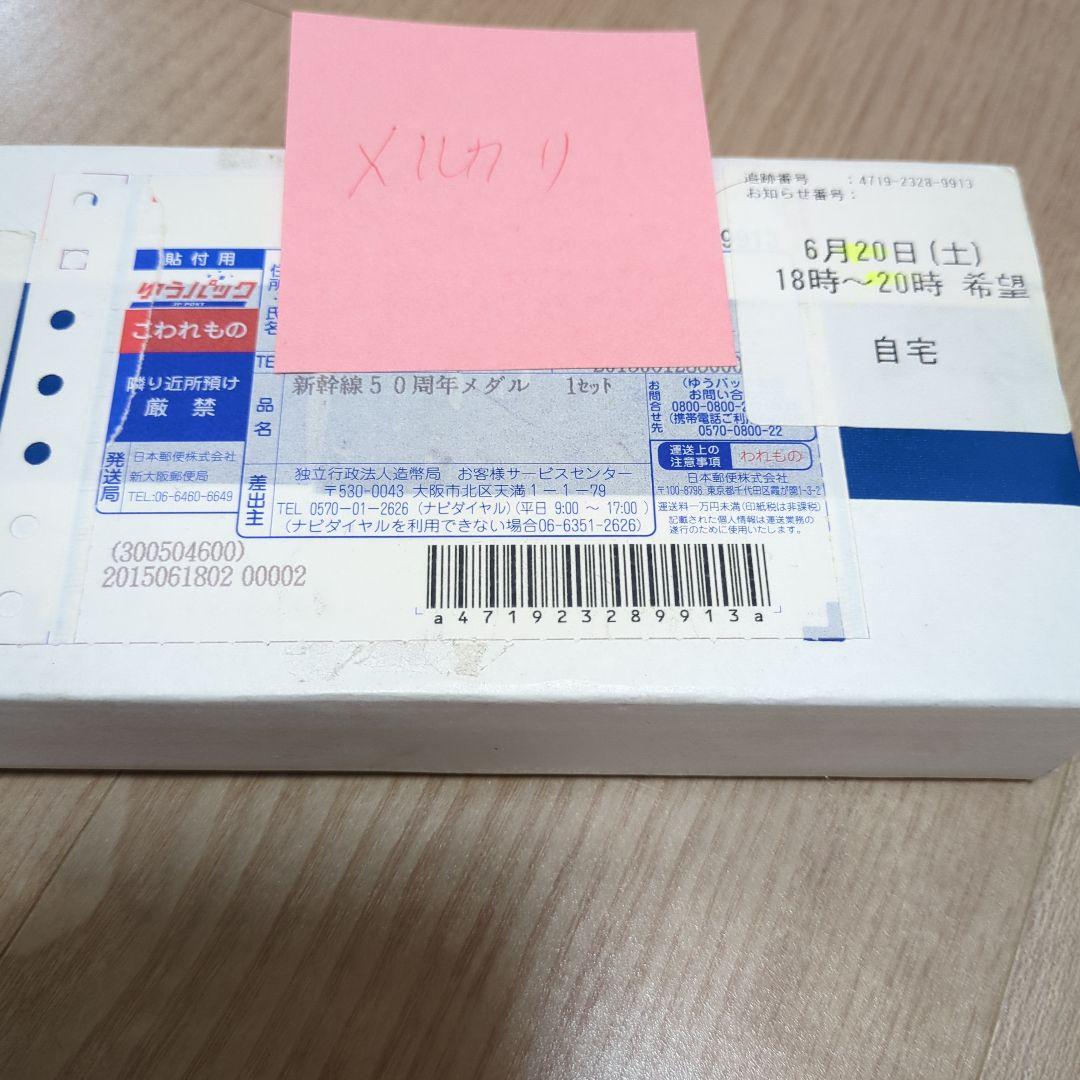 メルカリ
追跡番号 :4719-2328-9913
お知らせ番号:
6月20日(土)
18時～20時 希望
自宅
貼付用
ゆうパック
JP POST
こわれもの
隣り近所預け
厳禁
住所・氏名
品名
新幹線50周年メダル 1セット
お問合せ先
(ゆうパッ
お問い合
0800-0800-2
(携帯電話ご利
0570-0800-22
運送上の注意事項
われもの
発送局
日本郵便株式会社
新大阪郵便局
TEL:06-6460-6649
差出主
独立行政法人造幣局 お客様サービスセンター
〒530-0043 大阪市北区天満1-1-79
TEL 0570-01-2626 (ナビダイヤル)(平日 9:00 ～ 17:00 )
(ナビダイヤルを利用できない場合06-6351-2626)
日本郵便株式会社
〒100-8798 東京都千代田区霞が関1-3-2
運送料一万円未満(印紙税は非課税)
記載された個人情報は運送業務の
遂行のために使用いたします。
(300504600)
2015061802 00002
a471923289913a